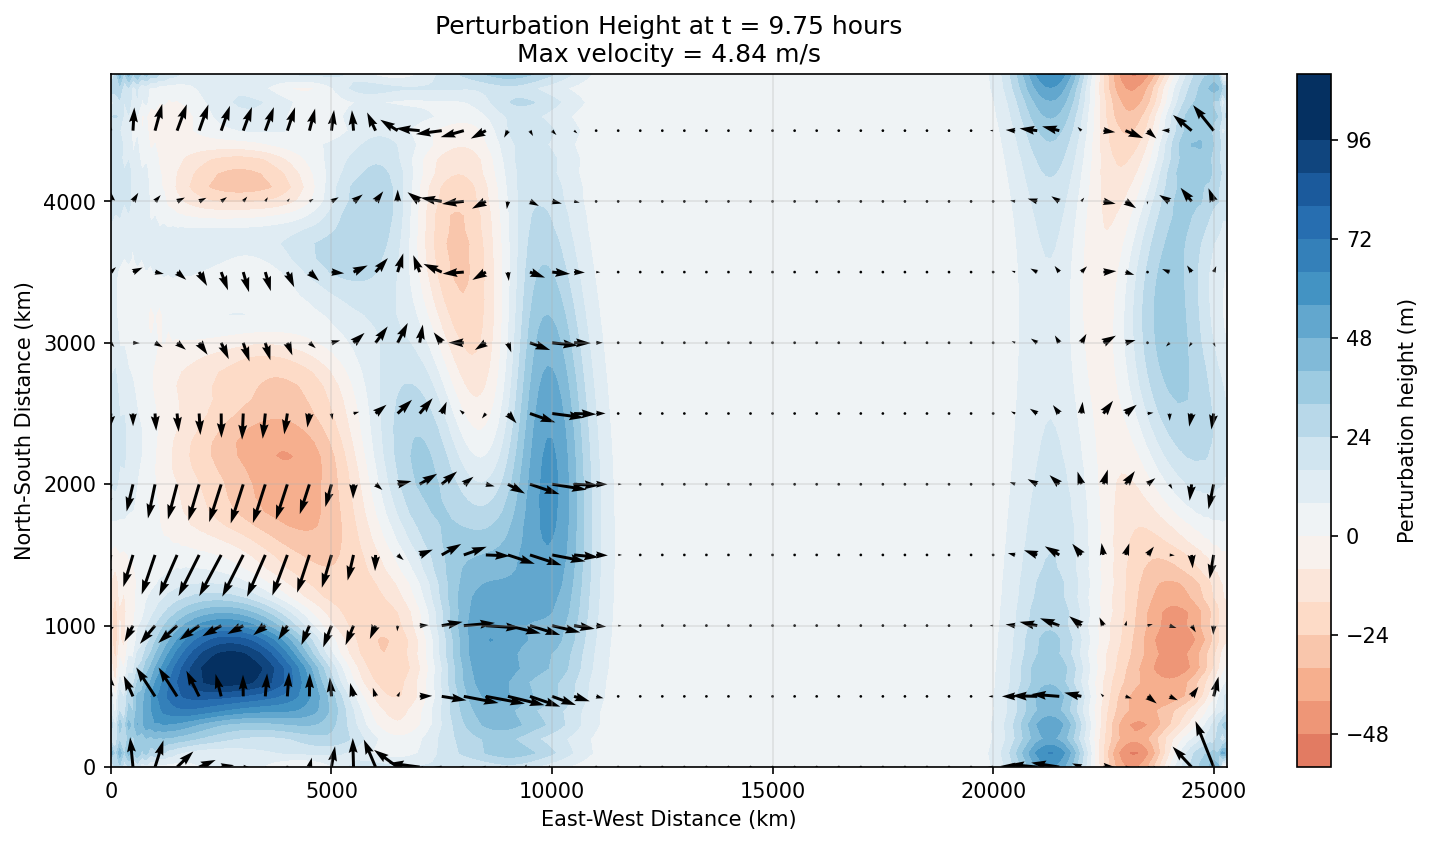 Perturbation Height at t = 9.75 hours
Max velocity = 4.84 m/s
North-South Distance (km)
4000
3000
2000
1000
0
0 5000 10000 15000 20000 25000
East-West Distance (km)
96
72
48
24
0
−24
−48
Perturbation height (m)